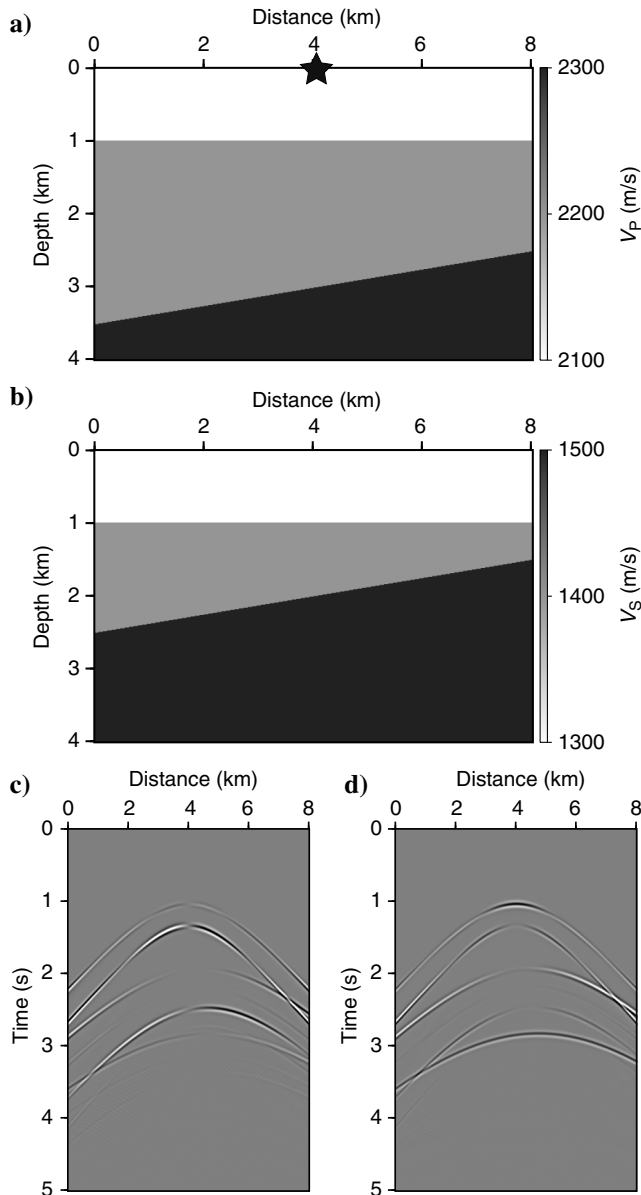 a)
Distance (km)
0 2 4 6 8
0
1
2
3
4
Depth (km)
2300
2200
2100
V_P (m/s)
b)
Distance (km)
0 2 4 6 8
0
1
2
3
4
Depth (km)
1500
1400
1300
V_S (m/s)
c)
Distance (km)
0 2 4 6 8
0
1
2
3
4
5
Time (s)
d)
Distance (km)
0 2 4 6 8
0
1
2
3
4
5
Time (s)